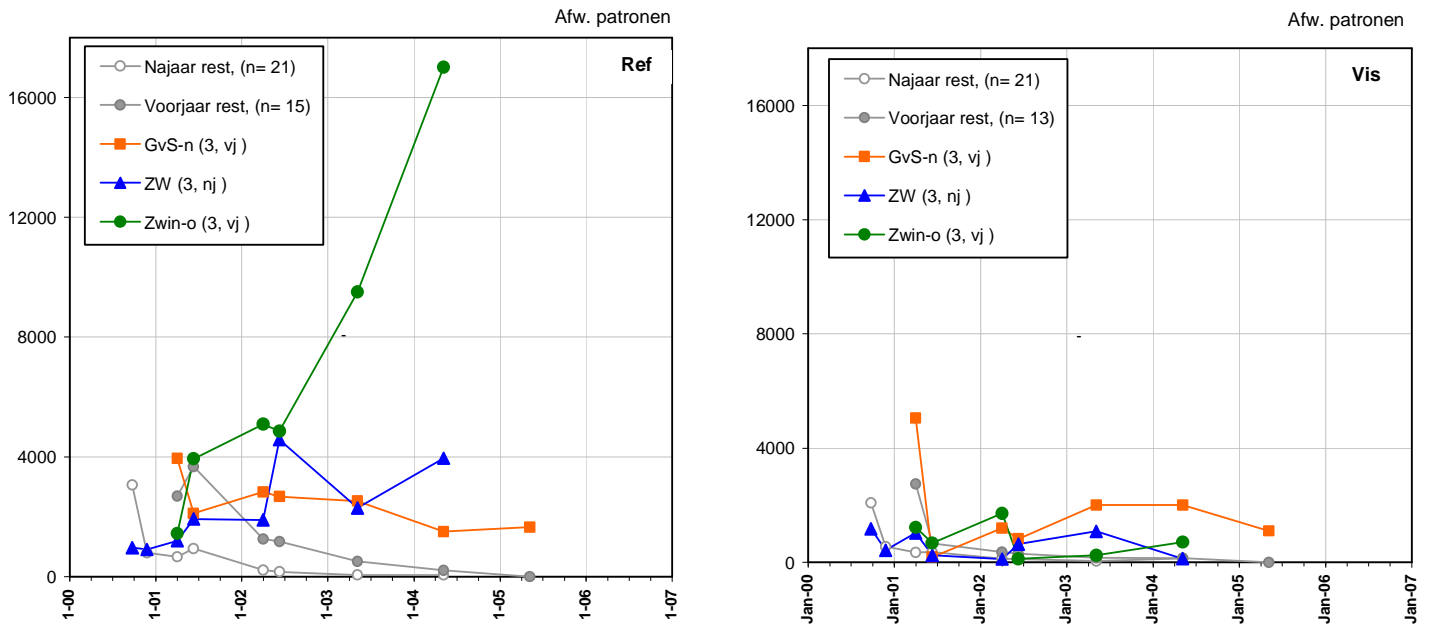 Afw. patronen
Ref
Najaar rest, (n= 21)
Voorjaar rest, (n= 15)
GvS-n (3, vj )
ZW (3, nj )
Zwin-o (3, vj )
16000
12000
8000
4000
0
1-00
1-01
1-02
1-03
1-04
1-05
1-06
1-07
-
Afw. patronen
Vis
Najaar rest, (n= 21)
Voorjaar rest, (n= 13)
GvS-n (3, vj )
ZW (3, nj )
Zwin-o (3, vj )
16000
12000
8000
4000
0
Jan-00
Jan-01
Jan-02
Jan-03
Jan-04
Jan-05
Jan-06
Jan-07
-